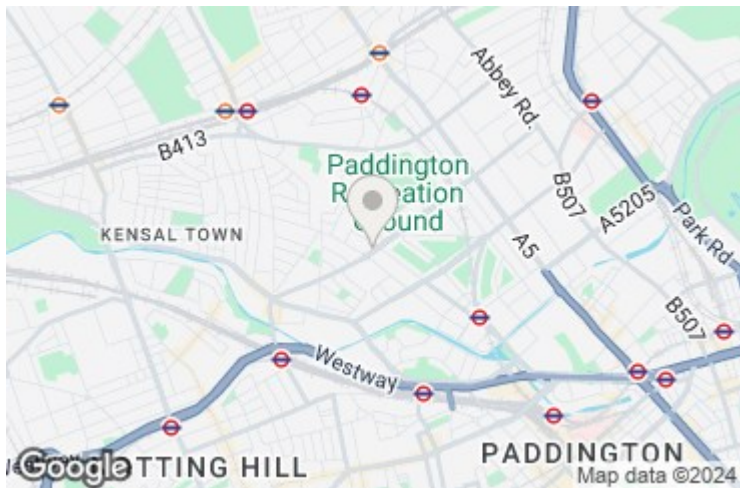 Abbey Rd.
B413
Paddington
Recreation
Ground
B507
A5205
KENSAL TOWN
A5
Park Rd
B507
Westway
PADDINGTON
OTTING HILL
Google
Map data ©2024